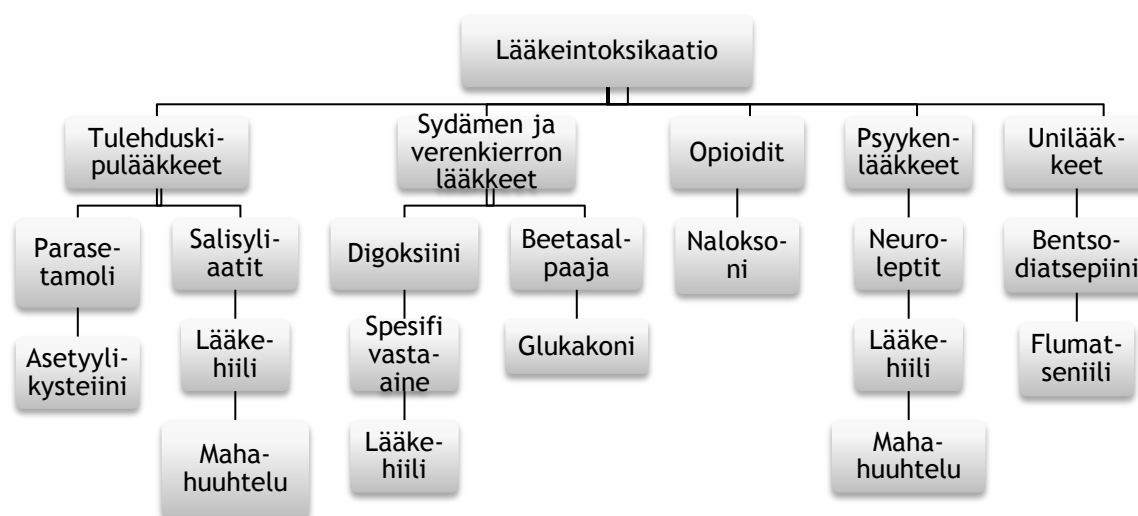 Lääkeintoksikaatio
Tulehduski-
pulääkkeet
Sydämen ja
verenkierron
lääkkeet
Opioidit
Psyyken-
lääkkeet
Unilääk-
keet
Parase-
tamoli
Salisyli-
aatit
Digoksiini
Beetasal-
paaja
Nalokso-
ni
Neuro-
leptit
Bentso-
diatsepiini
Asetyyli-
kysteiini
Lääke-
hiili
Spesifi
vasta-
aine
Glukakoni
Lääke-
hiili
Flumat-
seniili
Maha-
huuhtelu
Lääke-
hiili
Maha-
huuhtelu